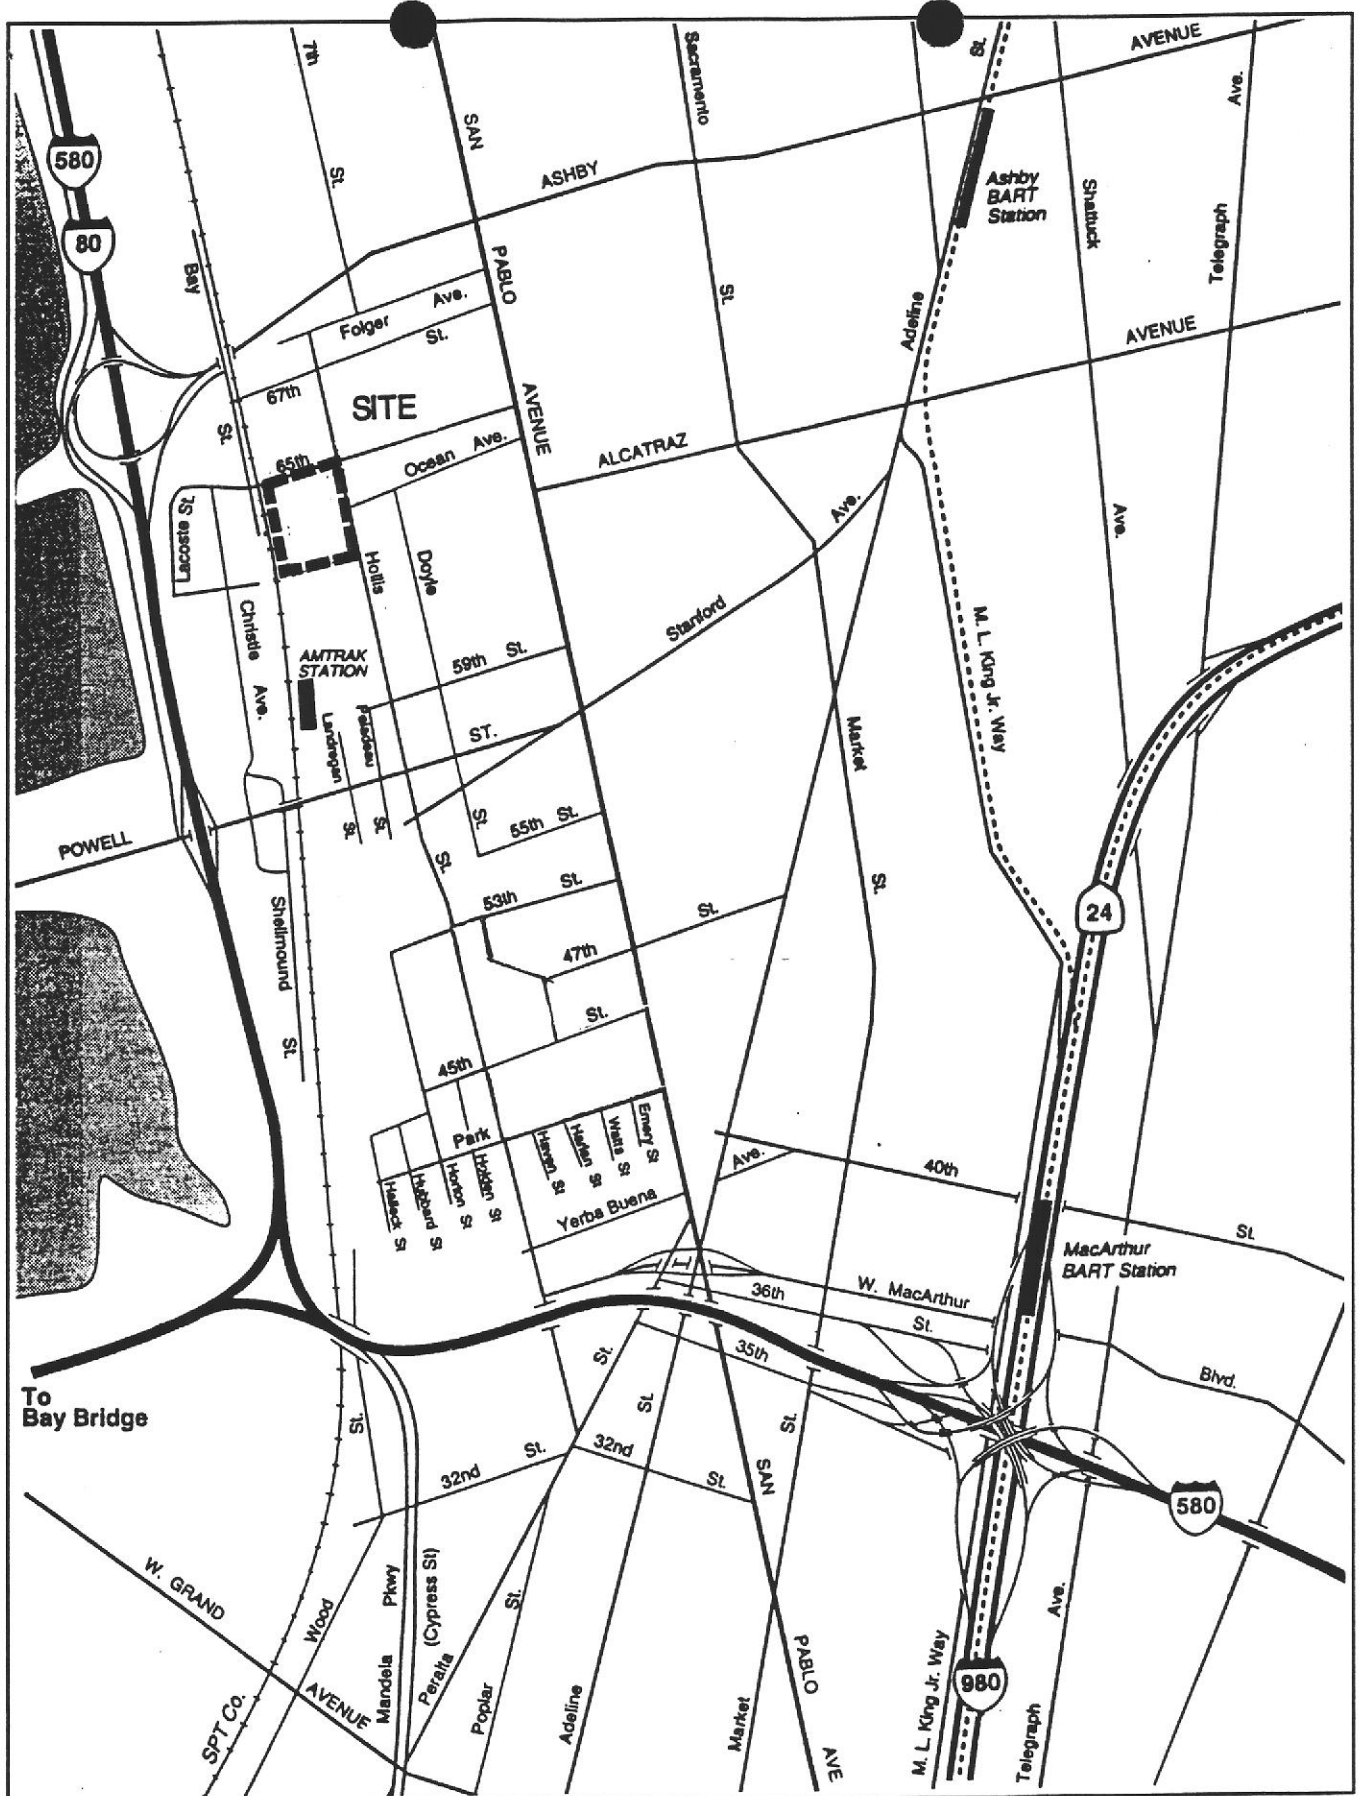 7th
St.
SAN
PABLO
AVENUE
Sacramento
St.
St.
AVENUE
Ave.
580
80
ASHBY
Ashby
BART
Station
Shattuck
Telegraph
Bay
St.
Folger
Ave.
67th
St.
SITE
Adeline
AVENUE
65th
Ocean Ave.
ALCATRAZ
Lacoste St.
Hollis
Doyle
Ave.
Ave.
Christie
Ave.
AMTRAK
STATION
59th St.
Stanford
M. L. King Jr. Way
Landregan
St.
Peladeau
St.
ST.
Market
St.
POWELL
St.
55th St.
St.
53th St.
24
Shellmound
St.
47th
St.
St.
45th
Park
Emery St
Watts St
Harlan St
Haven St
Holden St
Horton St
Hubbard St
Halleck St
Yerba Buena
Ave.
40th
St.
MacArthur
BART Station
36th
St.
W. MacArthur
Blvd.
35th
To
Bay Bridge
St.
St.
St.
St.
32nd
St.
32nd
St.
SAN
PABLO
AVE
580
W. GRAND
AVENUE
Wood
Mandela
Pkwy
(Cypress St)
Peralta
St.
Poplar
Adeline
Market
M. L. King Jr. Way
980
Ave.
Telegraph
SPT Co.